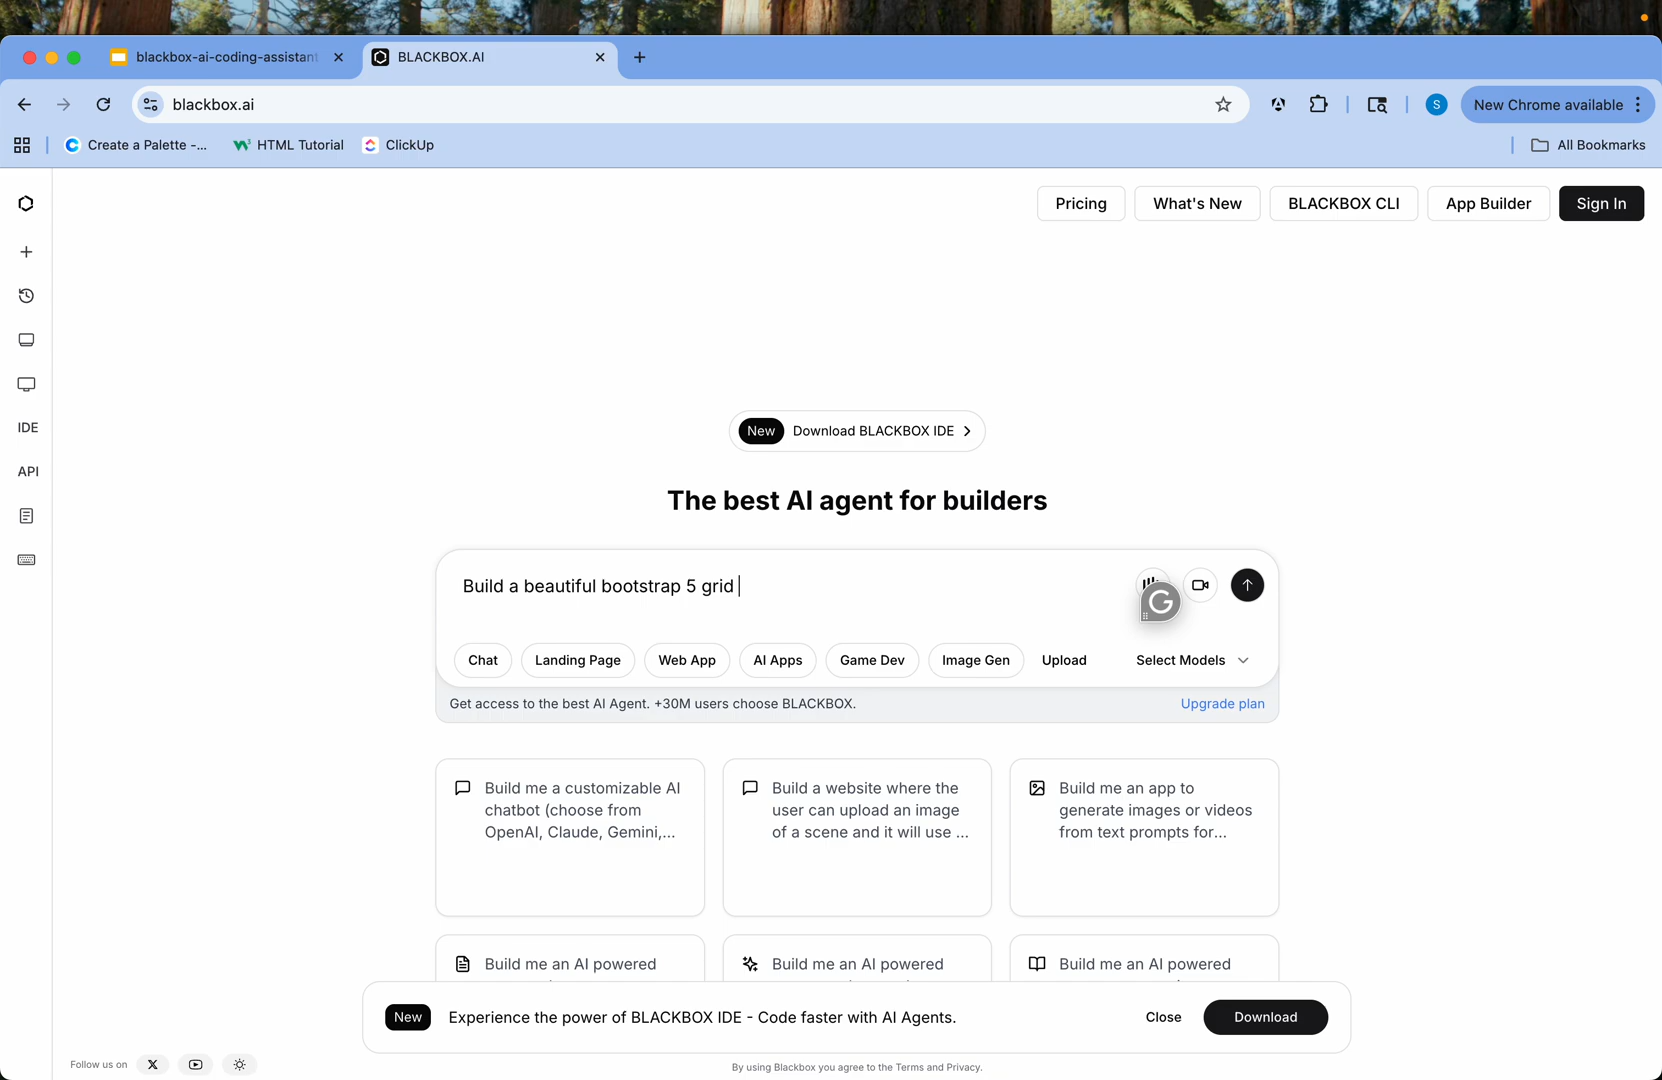 blackbox-ai-coding-assistant
BLACKBOX.AI
blackbox.ai
S
New Chrome available
Create a Palette -...
HTML Tutorial
ClickUp
All Bookmarks
Pricing
What's New
BLACKBOX CLI
App Builder
Sign In
IDE
API
New
Download BLACKBOX IDE
The best AI agent for builders
Build a beautiful bootstrap 5 grid
G
Chat
Landing Page
Web App
AI Apps
Game Dev
Image Gen
Upload
Select Models
Get access to the best AI Agent. +30M users choose BLACKBOX.
Upgrade plan
Build me a customizable AI
chatbot (choose from
OpenAI, Claude, Gemini,...
Build a website where the
user can upload an image
of a scene and it will use ...
Build me an app to
generate images or videos
from text prompts for...
Build me an AI powered
Build me an AI powered
Build me an AI powered
New
Experience the power of BLACKBOX IDE - Code faster with AI Agents.
Close
Download
Follow us on
By using Blackbox you agree to the Terms and Privacy.